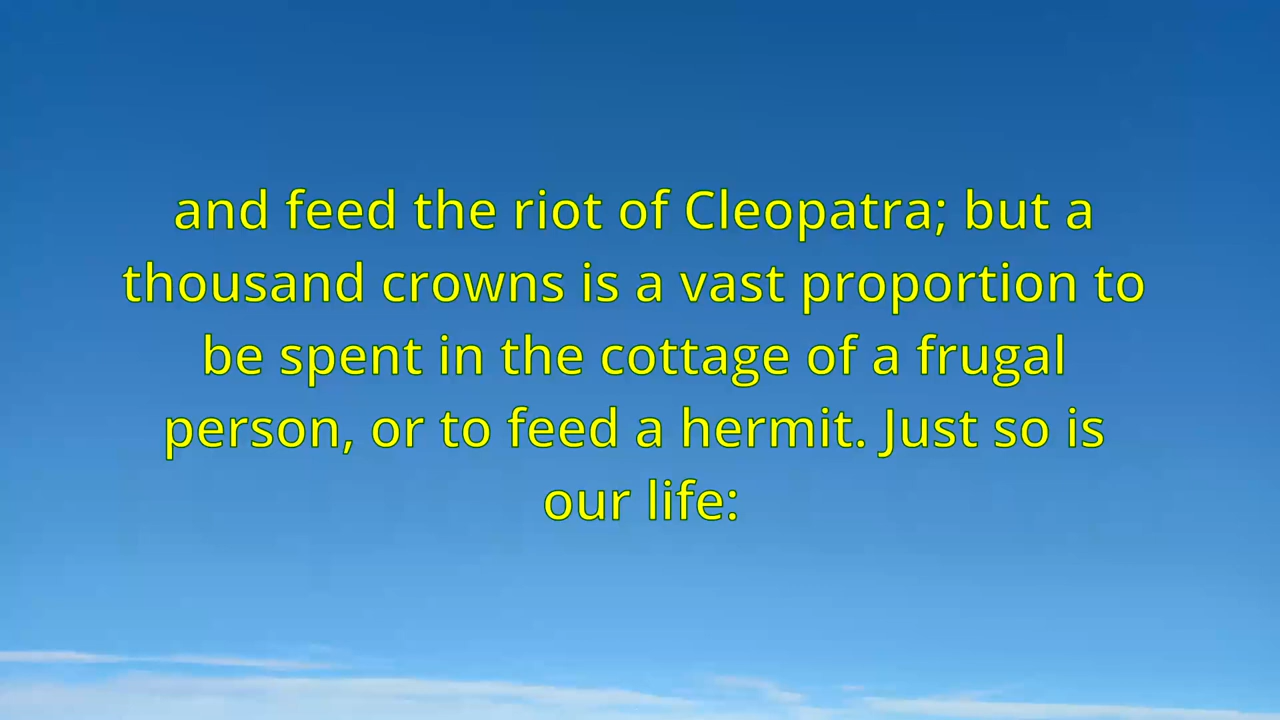 and feed the riot of Cleopatra; but a
thousand crowns is a vast proportion to
be spent in the cottage of a frugal
person, or to feed a hermit. Just so is
our life: